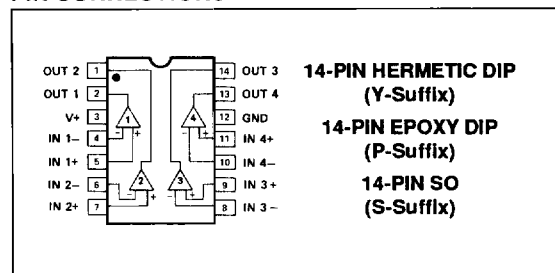 PIN CONNECTIONS
OUT 2 1
OUT 1 2
V+ 3
IN 1– 4
IN 1+ 5
IN 2– 6
IN 2+ 7
14 OUT 3
13 OUT 4
12 GND
11 IN 4+
10 IN 4–
9 IN 3+
8 IN 3–
1
– +
4
– +
2
– +
3
– +
14-PIN HERMETIC DIP
(Y-Suffix)
14-PIN EPOXY DIP
(P-Suffix)
14-PIN SO
(S-Suffix)